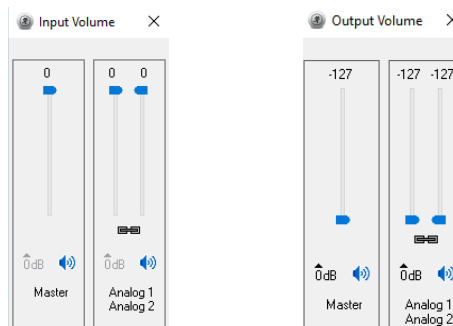 Input Volume
0
0 0
0dB
0dB
Master
Analog 1
Analog 2
Output Volume
-127
-127 -127
0dB
0dB
Master
Analog 1
Analog 2